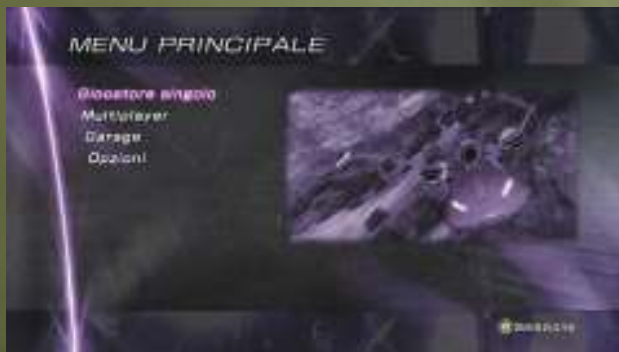 MENU PRINCIPALE
Giocatore singolo
Multiplayer
Garage
Opzioni